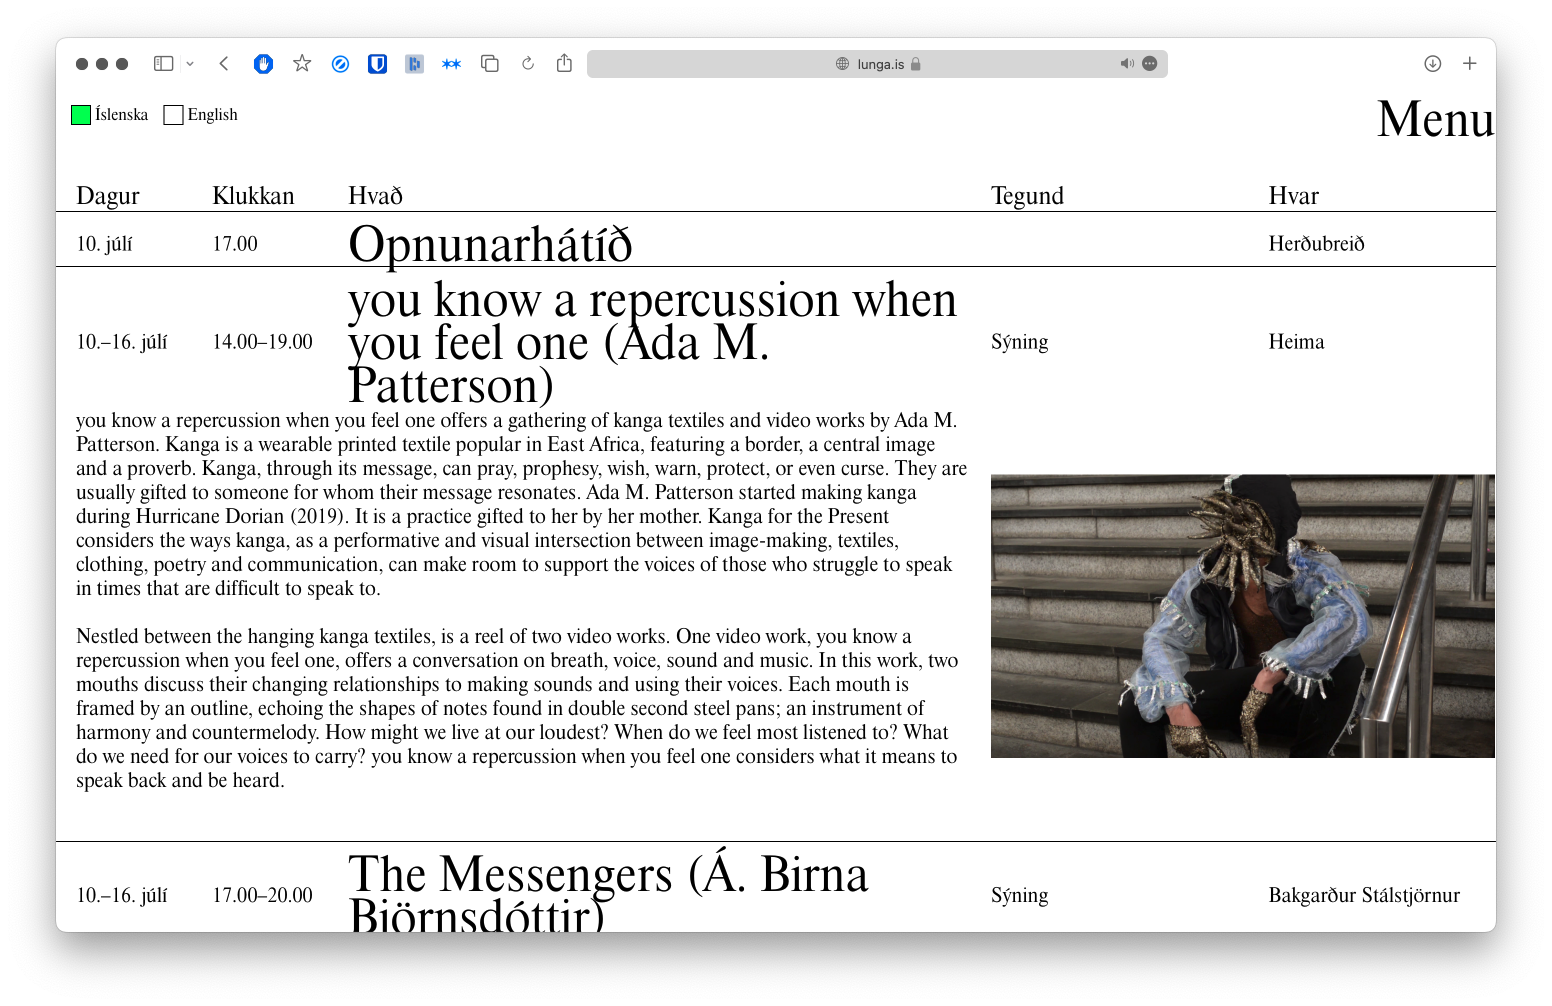 lunga.is
Íslenska English
Menu
Dagur Klukkan Hvað Tegund Hvar
10. júlí 17.00 Opnunarhátíð Herðubreið
you know a repercussion when
10.–16. júlí 14.00–19.00 you feel one (Ada M. Sýning Heima
Patterson)
you know a repercussion when you feel one offers a gathering of kanga textiles and video works by Ada M.
Patterson. Kanga is a wearable printed textile popular in East Africa, featuring a border, a central image
and a proverb. Kanga, through its message, can pray, prophesy, wish, warn, protect, or even curse. They are
usually gifted to someone for whom their message resonates. Ada M. Patterson started making kanga
during Hurricane Dorian (2019). It is a practice gifted to her by her mother. Kanga for the Present
considers the ways kanga, as a performative and visual intersection between image-making, textiles,
clothing, poetry and communication, can make room to support the voices of those who struggle to speak
in times that are difficult to speak to.
Nestled between the hanging kanga textiles, is a reel of two video works. One video work, you know a
repercussion when you feel one, offers a conversation on breath, voice, sound and music. In this work, two
mouths discuss their changing relationships to making sounds and using their voices. Each mouth is
framed by an outline, echoing the shapes of notes found in double second steel pans; an instrument of
harmony and countermelody. How might we live at our loudest? When do we feel most listened to? What
do we need for our voices to carry? you know a repercussion when you feel one considers what it means to
speak back and be heard.
The Messengers (Á. Birna
10.–16. júlí 17.00–20.00 Björnsdóttir) Sýning Bakgarður Stálstjörnur